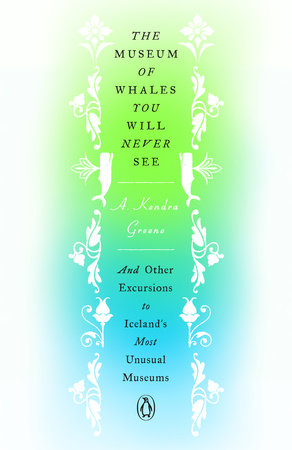 THE
MUSEUM
OF
WHALES
YOU
WILL
NEVER
SEE
A. Kendra
Greene
And Other
Excursions
to
Iceland's
Most
Unusual
Museums